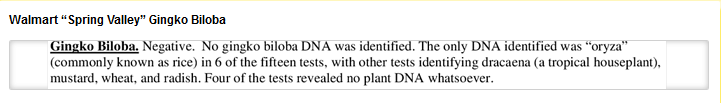 Walmart “Spring Valley” Gingko Biloba
Gingko Biloba. Negative. No gingko biloba DNA was identified. The only DNA identified was “oryza”
(commonly known as rice) in 6 of the fifteen tests, with other tests identifying dracaena (a tropical houseplant),
mustard, wheat, and radish. Four of the tests revealed no plant DNA whatsoever.